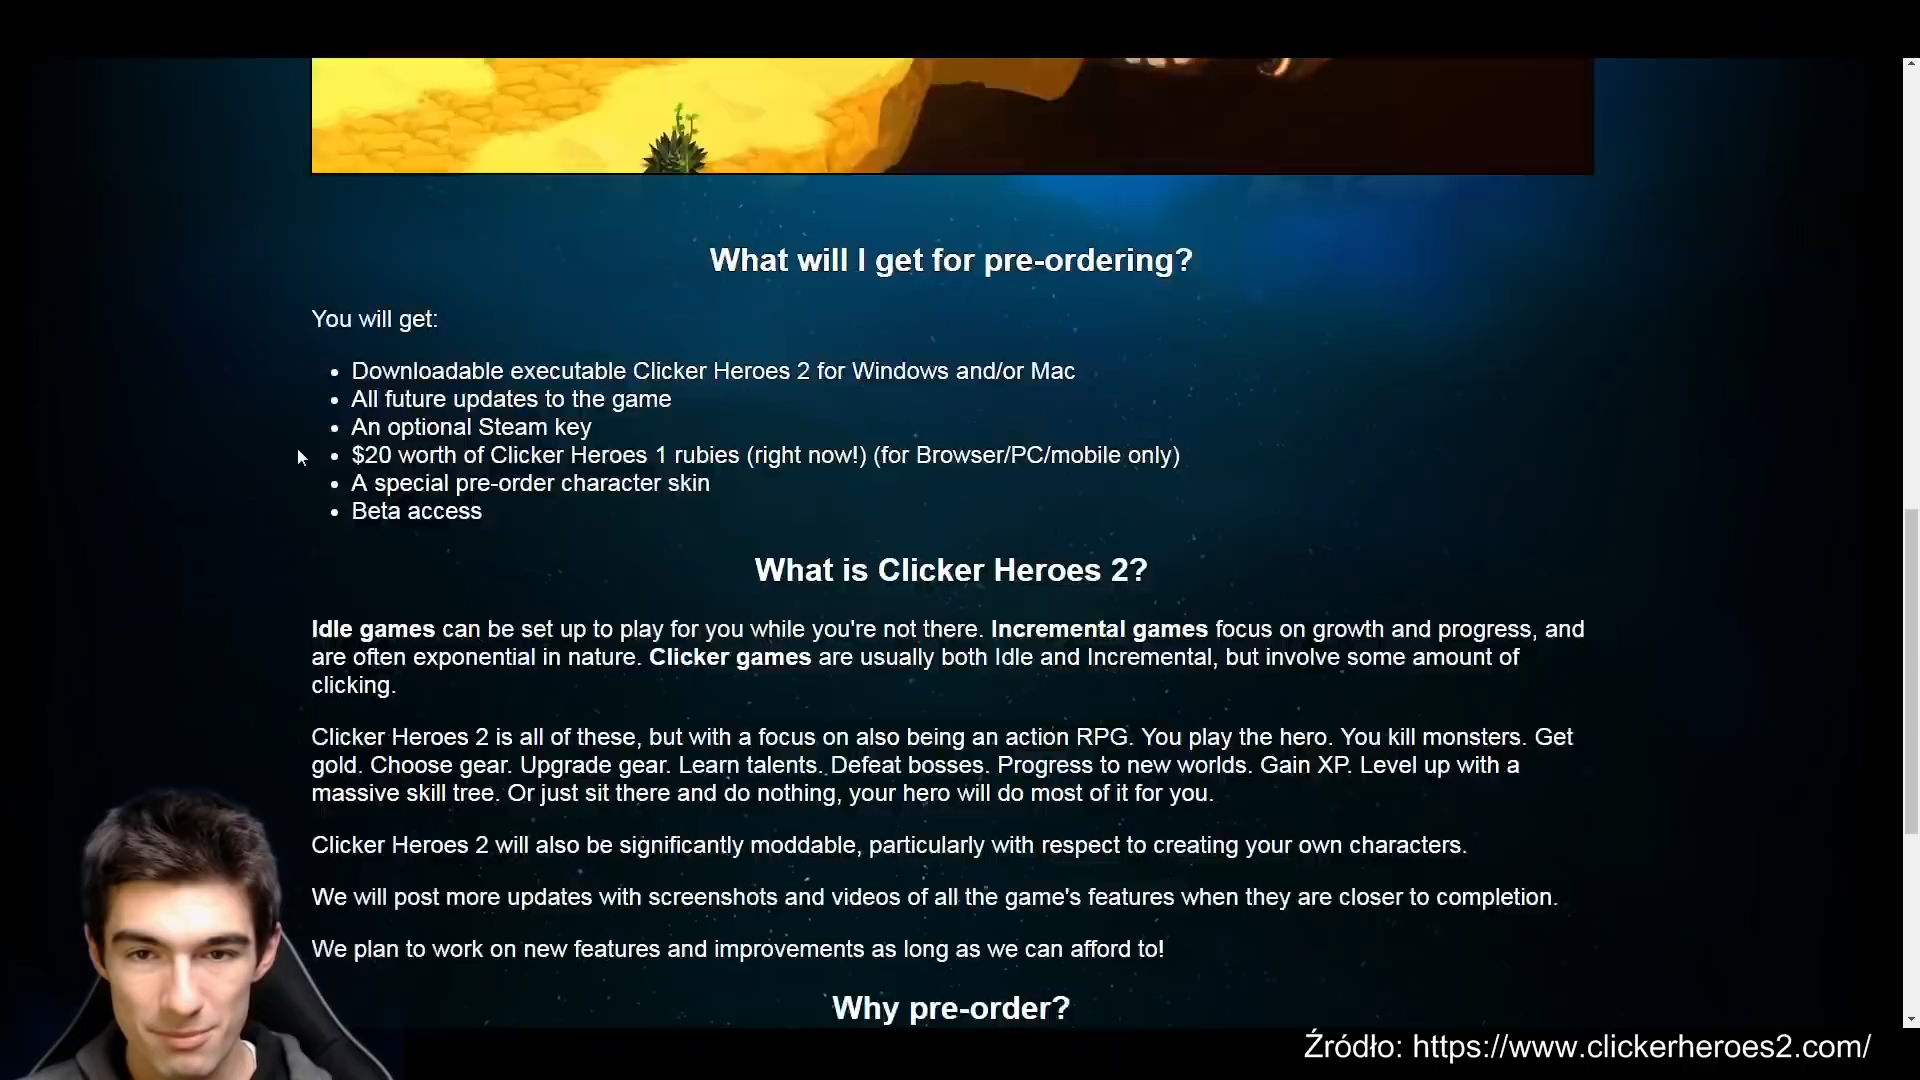 What will I get for pre-ordering?
You will get:
• Downloadable executable Clicker Heroes 2 for Windows and/or Mac
• All future updates to the game
• An optional Steam key
• $20 worth of Clicker Heroes 1 rubies (right now!) (for Browser/PC/mobile only)
• A special pre-order character skin
• Beta access
What is Clicker Heroes 2?
Idle games can be set up to play for you while you're not there. Incremental games focus on growth and progress, and
are often exponential in nature. Clicker games are usually both Idle and Incremental, but involve some amount of
clicking.
Clicker Heroes 2 is all of these, but with a focus on also being an action RPG. You play the hero. You kill monsters. Get
gold. Choose gear. Upgrade gear. Learn talents. Defeat bosses. Progress to new worlds. Gain XP. Level up with a
massive skill tree. Or just sit there and do nothing, your hero will do most of it for you.
Clicker Heroes 2 will also be significantly moddable, particularly with respect to creating your own characters.
We will post more updates with screenshots and videos of all the game's features when they are closer to completion.
We plan to work on new features and improvements as long as we can afford to!
Why pre-order?
Źródło: https://www.clickerheroes2.com/